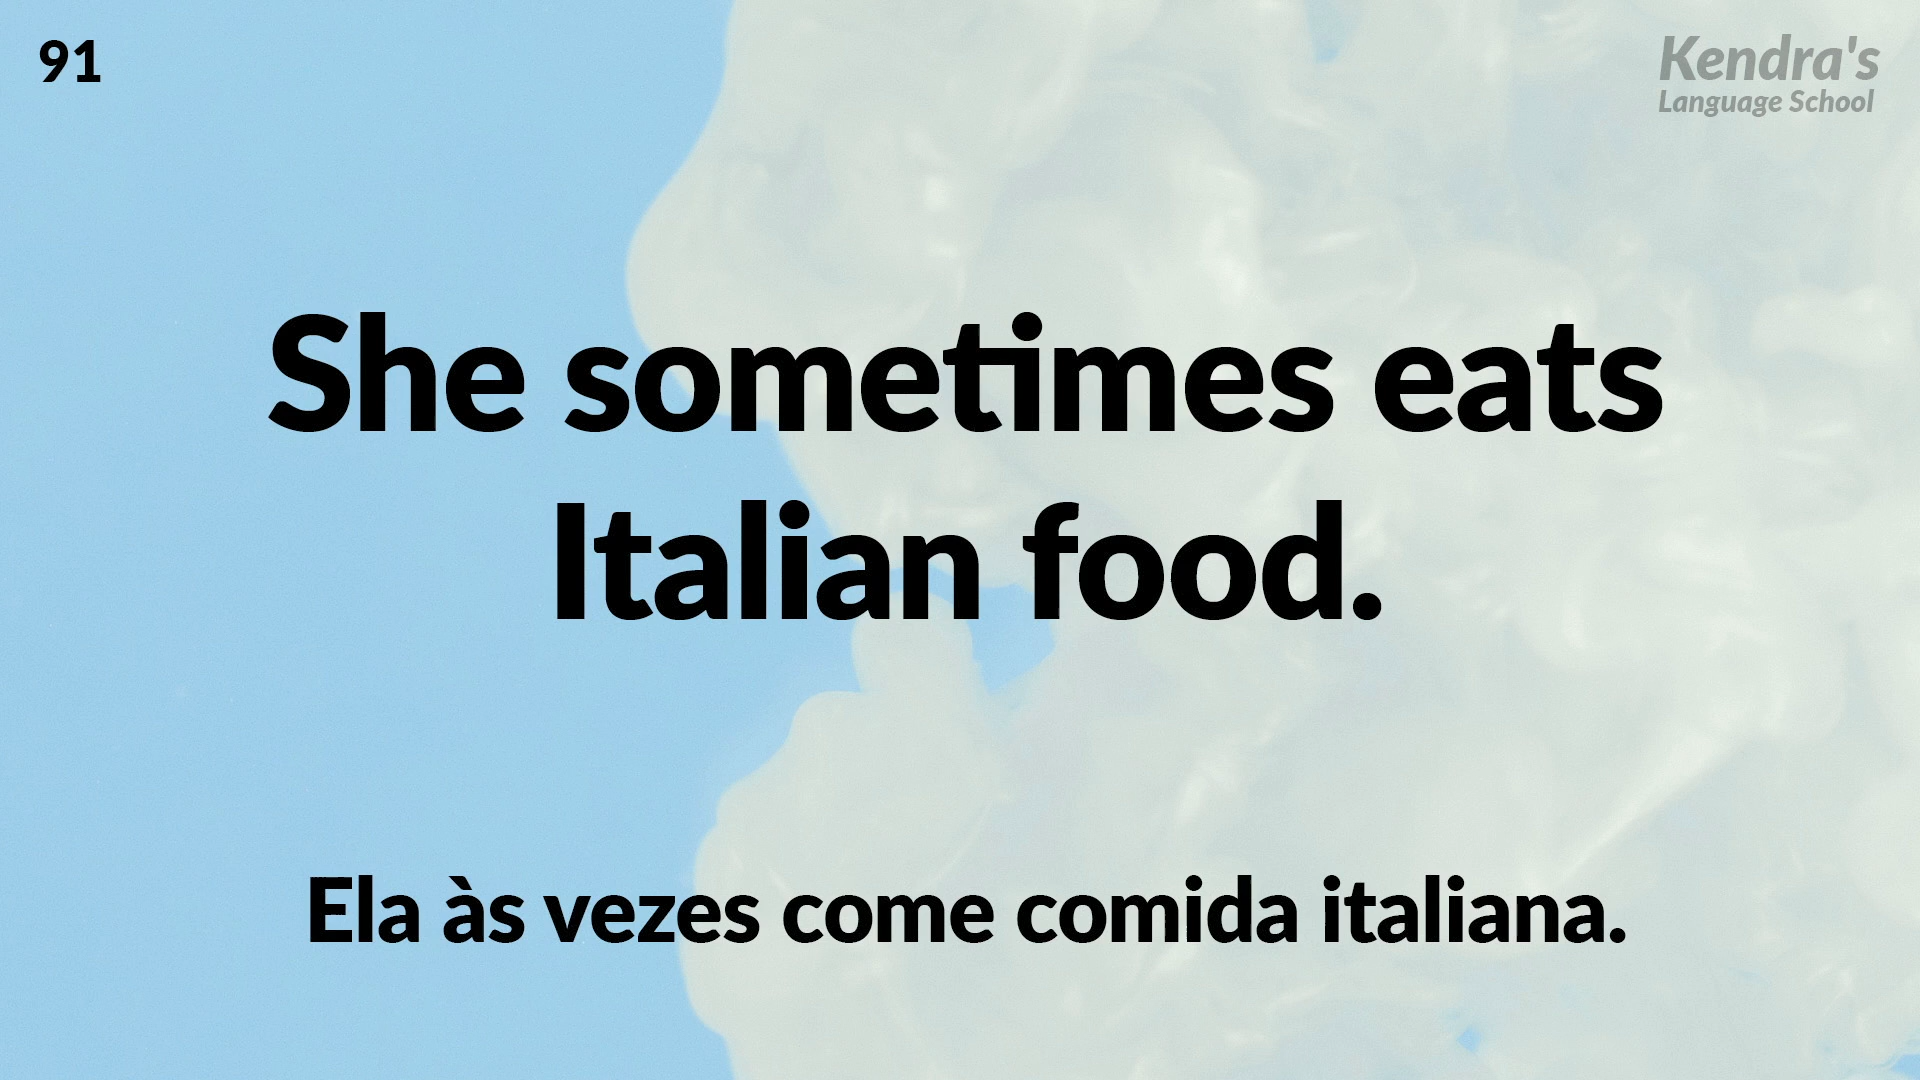 91
Kendra's
Language School
She sometimes eats
Italian food.
Ela às vezes come comida italiana.